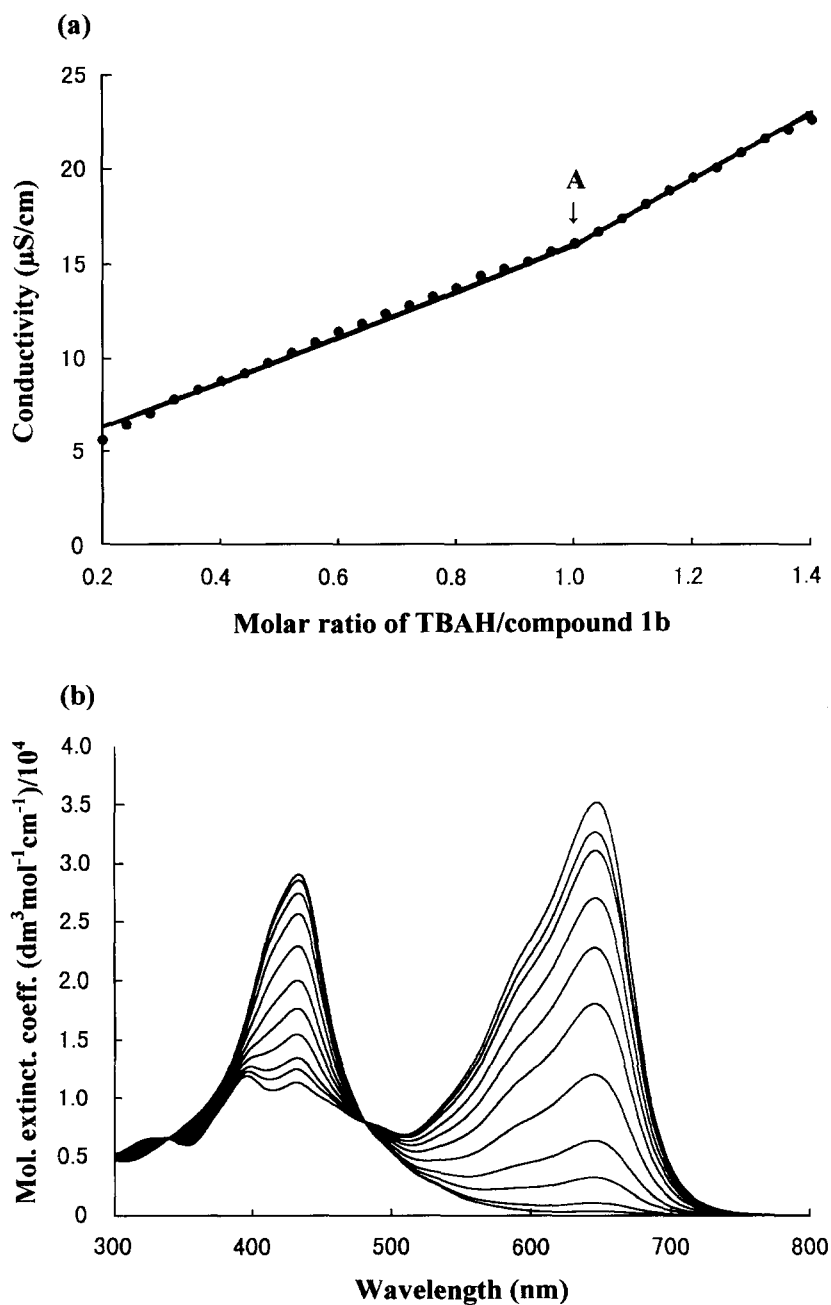 (a)
25
20
15
10
5
0
Conductivity (μS/cm)
A
↓
0.2 0.4 0.6 0.8 1.0 1.2 1.4
Molar ratio of TBAH/compound 1b
(b)
4.0
3.5
3.0
2.5
2.0
1.5
1.0
0.5
0
Mol. extinct. coeff. (dm³mol⁻¹cm⁻¹)/10⁴
300 400 500 600 700 800
Wavelength (nm)